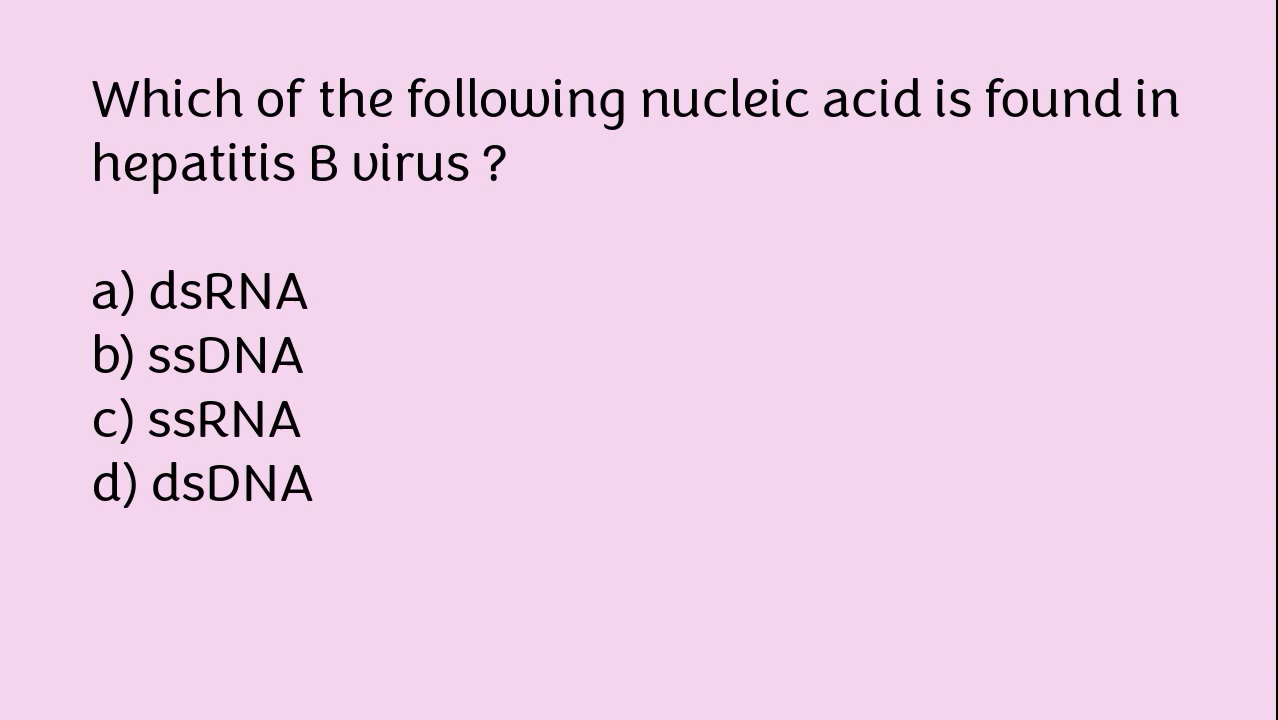 Which of the following nucleic acid is found in
hepatitis B virus ?
a) dsRNA
b) ssDNA
c) ssRNA
d) dsDNA